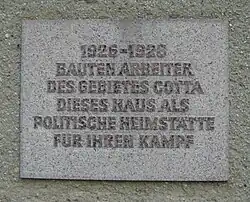 1926-1928
BAUTEN ARBEITER
DES GEBIETES COTTA
DIESES HAUS ALS
POLITISCHE HEIMSTÄTTE
FÜR IHREN KAMPF